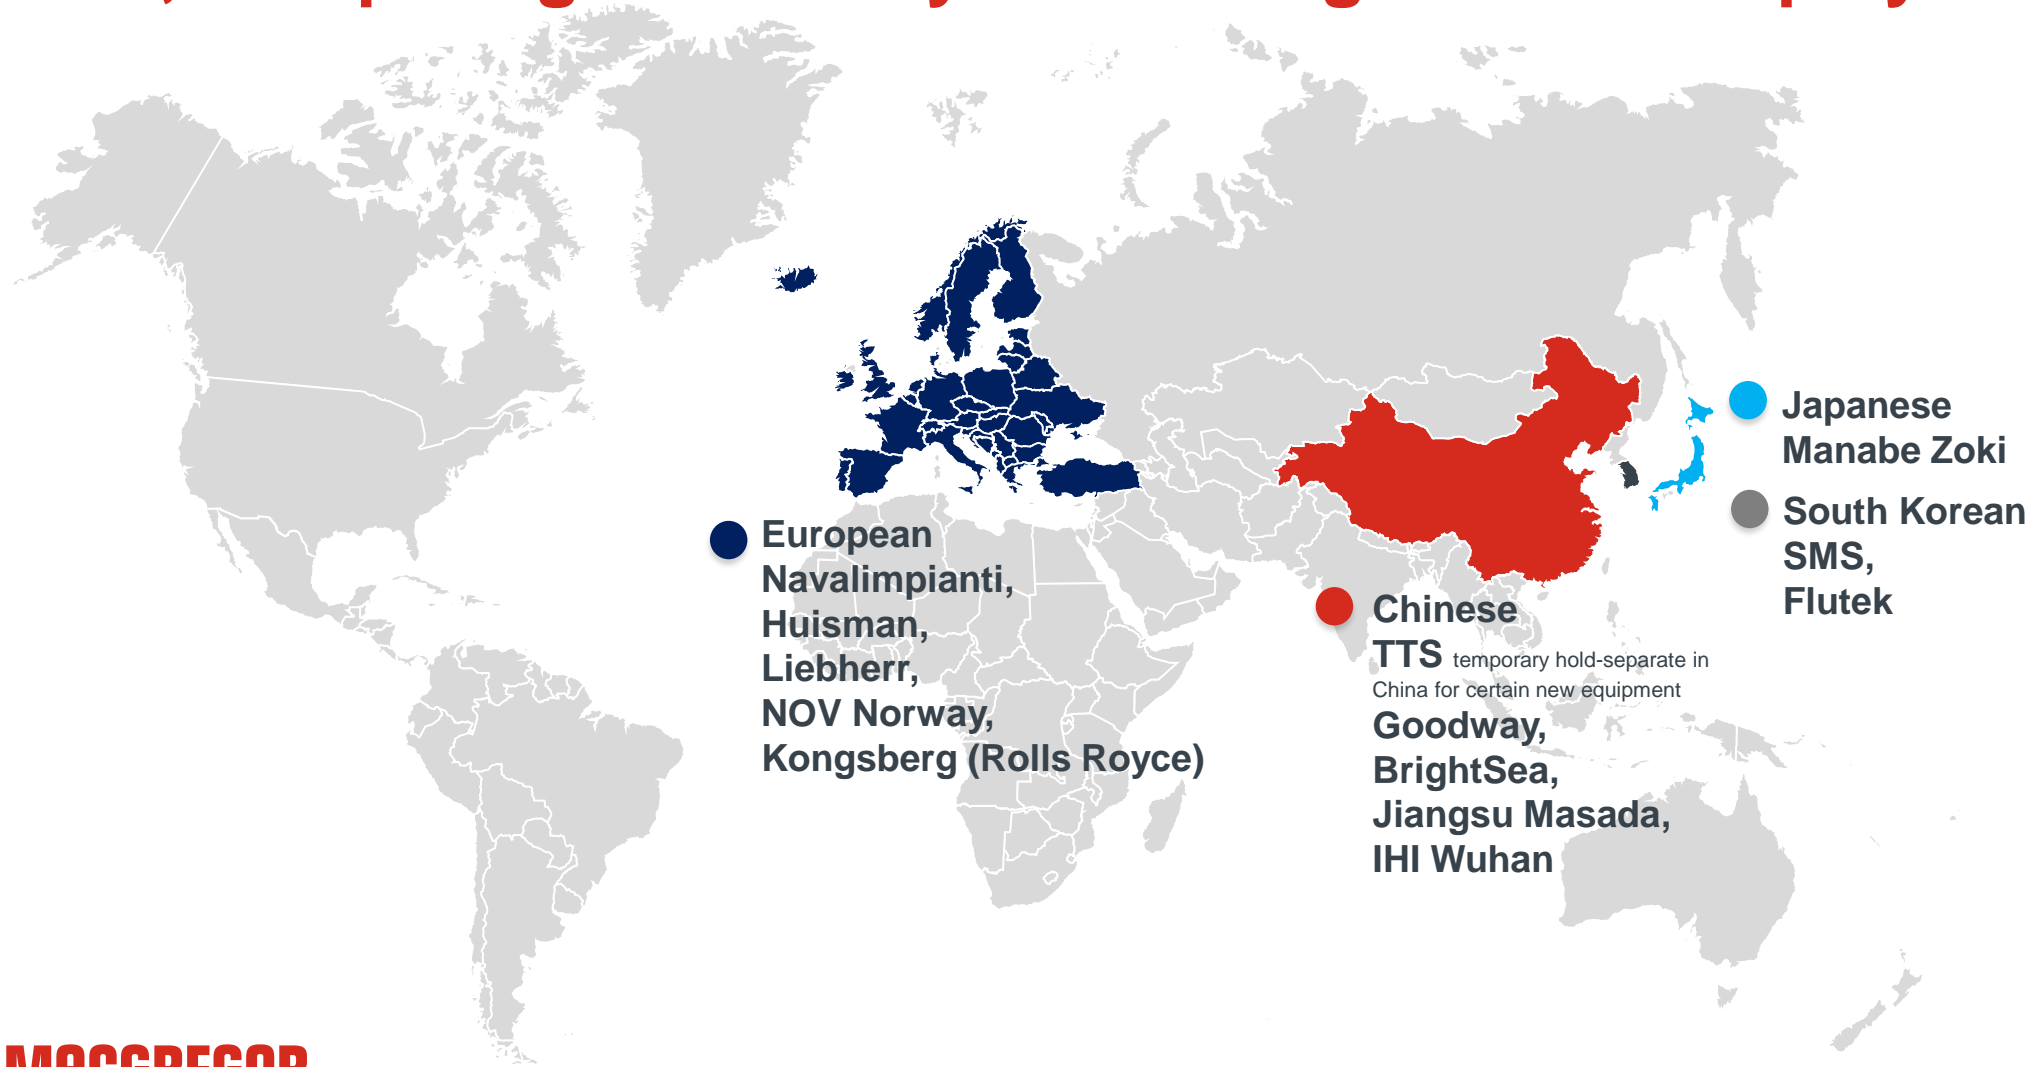 European
Navalimpianti,
Huisman,
Liebherr,
NOV Norway,
Kongsberg (Rolls Royce)
Chinese
TTS temporary hold-separate in
China for certain new equipment
Goodway,
BrightSea,
Jiangsu Masada,
IHI Wuhan
Japanese
Manabe Zoki
South Korean
SMS,
Flutek
MACGREGOR